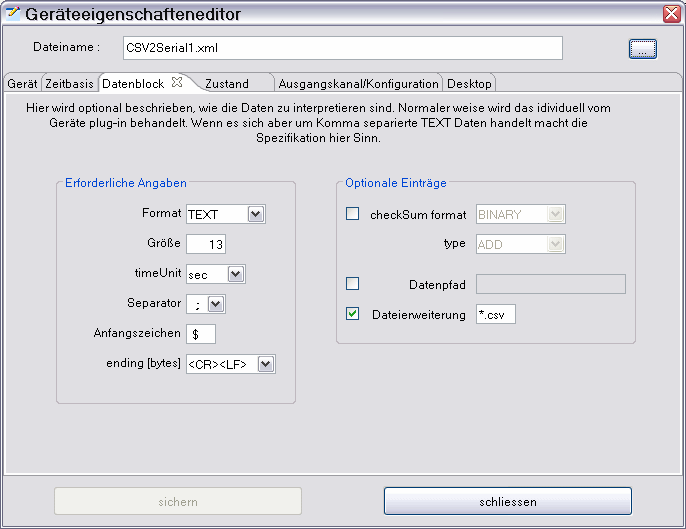 Geräteeigenschafteneditor
Dateiname : CSV2Serial1.xml ...
Gerät Zeitbasis Datenblock Zustand Ausgangskanal/Konfiguration Desktop
Hier wird optional beschrieben, wie die Daten zu interpretieren sind. Normaler weise wird das idividuell vom
Geräte plug-in behandelt. Wenn es sich aber um Komma separierte TEXT Daten handelt macht die
Spezifikation hier Sinn.
Erforderliche Angaben
Format TEXT
Größe 13
timeUnit sec
Separator ;
Anfangszeichen $
ending [bytes] <CR><LF>
Optionale Einträge
checkSum format BINARY
type ADD
Datenpfad
Dateierweiterung *.csv
sichern schliessen